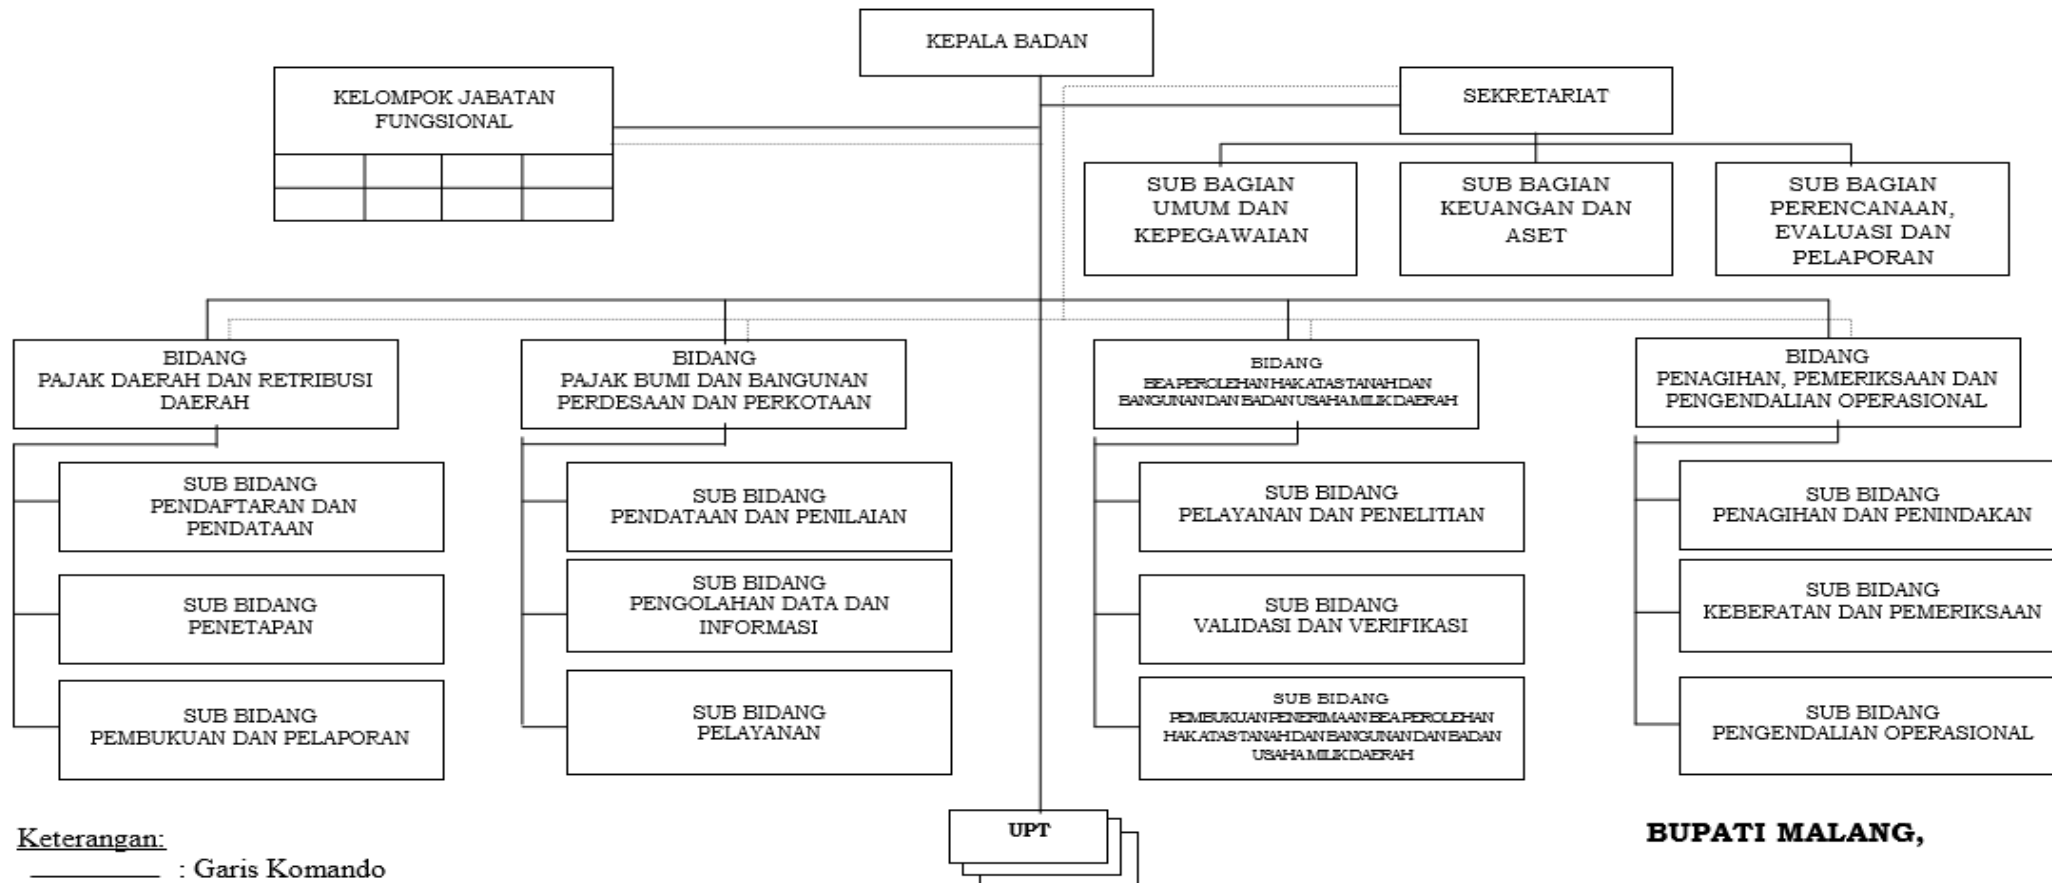 KEPALA BADAN
KELOMPOK JABATAN
FUNGSIONAL
SEKRETARIAT
SUB BAGIAN
UMUM DAN
KEPEGAWAIAN
SUB BAGIAN
KEUANGAN DAN
ASET
SUB BAGIAN
PERENCANAAN,
EVALUASI DAN
PELAPORAN
BIDANG
PAJAK DAERAH DAN RETRIBUSI
DAERAH
BIDANG
PAJAK BUMI DAN BANGUNAN
PERDESAAN DAN PERKOTAAN
BIDANG
BEA PEROLEHAN HAK ATAS TANAH DAN
BANGUNAN DAN BADAN USAHA MILIK DAERAH
BIDANG
PENAGIHAN, PEMERIKSAAN DAN
PENGENDALIAN OPERASIONAL
SUB BIDANG
PENDAFTARAN DAN
PENDATAAN
SUB BIDANG
PENETAPAN
SUB BIDANG
PEMBUKUAN DAN PELAPORAN
SUB BIDANG
PENDATAAN DAN PENILAIAN
SUB BIDANG
PENGOLAHAN DATA DAN
INFORMASI
SUB BIDANG
PELAYANAN
SUB BIDANG
PELAYANAN DAN PENELITIAN
SUB BIDANG
VALIDASI DAN VERIFIKASI
SUB BIDANG
PEMBUKUAN PENERIMAAN BEA PEROLEHAN
HAK ATAS TANAH DAN BANGUNAN DAN BADAN
USAHA MILIK DAERAH
SUB BIDANG
PENAGIHAN DAN PENINDAKAN
SUB BIDANG
KEBERATAN DAN PEMERIKSAAN
SUB BIDANG
PENGENDALIAN OPERASIONAL
UPT
Keterangan:
: Garis Komando
BUPATI MALANG,